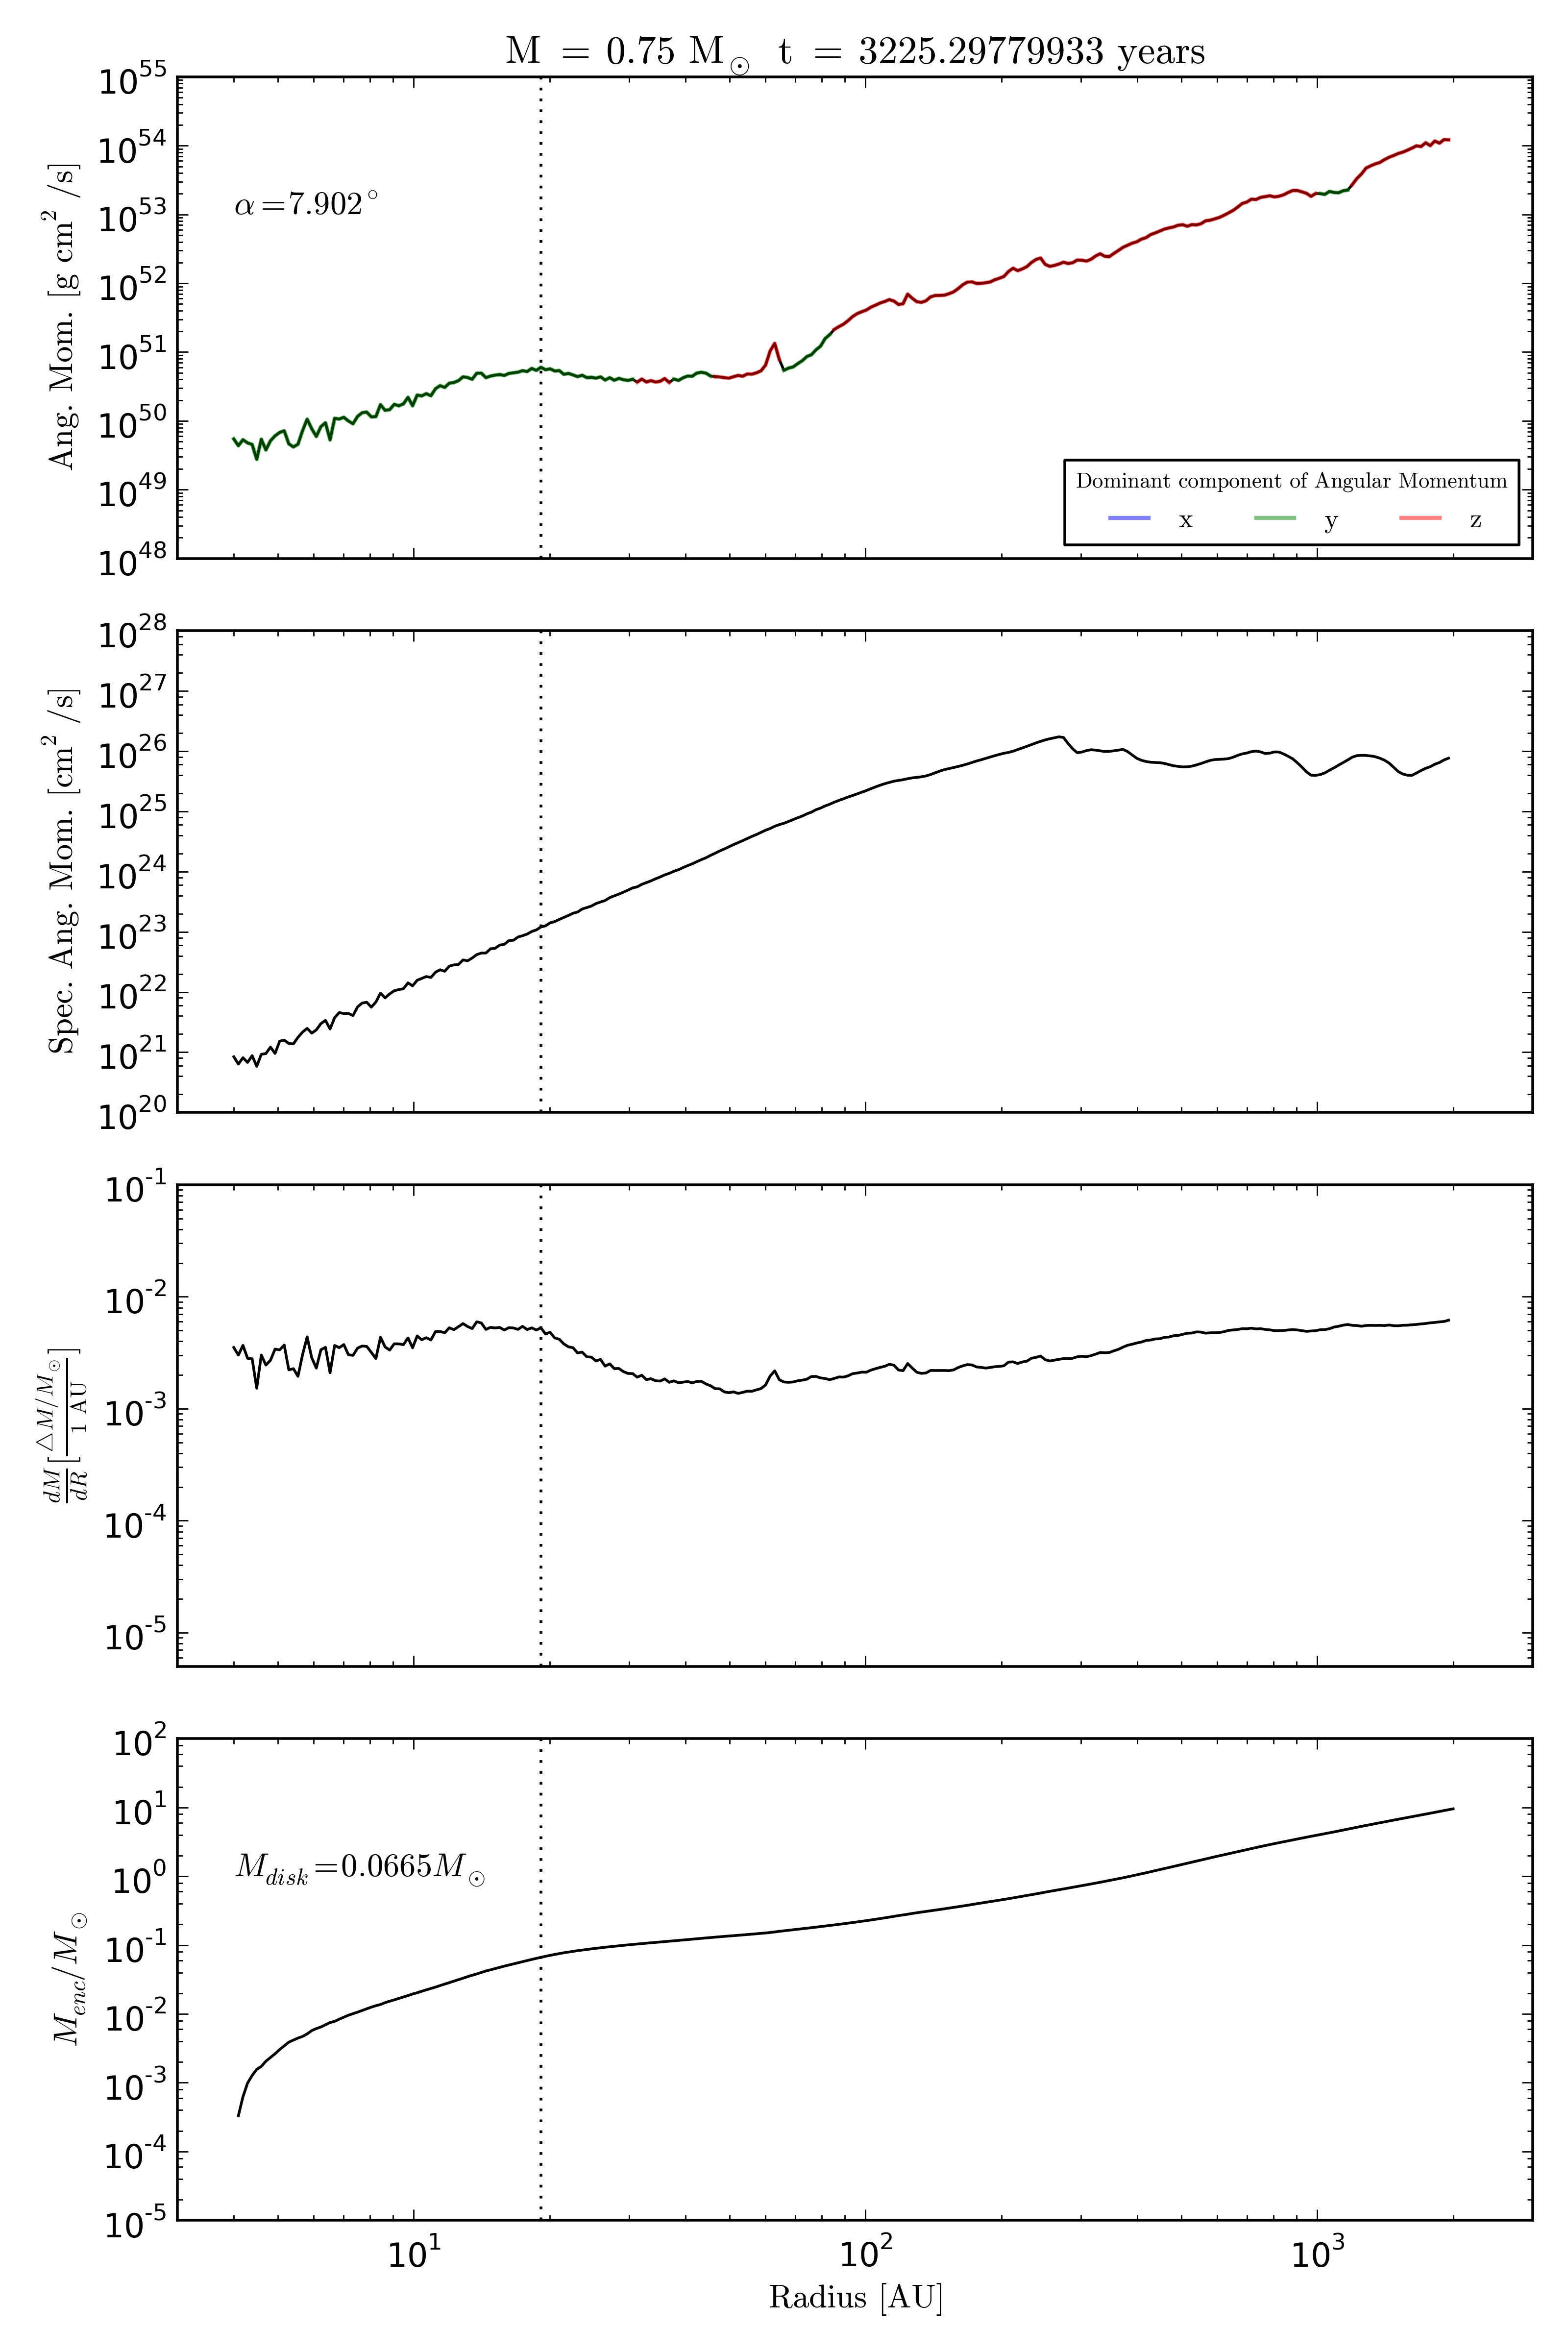 M = 0.75 M⊙ t = 3225.29779933 years
10^55
10^54
10^53
10^52
10^51
10^50
10^49
10^48
Ang. Mom. [g cm^2 /s]
α=7.902°
Dominant component of Angular Momentum
x y z
10^28
10^27
10^26
10^25
10^24
10^23
10^22
10^21
10^20
Spec. Ang. Mom. [cm^2 /s]
10^-1
10^-2
10^-3
10^-4
10^-5
dM/dR [△M/M⊙ / 1 AU]
10^2
10^1
10^0
10^-1
10^-2
10^-3
10^-4
10^-5
M_enc/M⊙
M_disk=0.0665M⊙
10^1 10^2 10^3
Radius [AU]